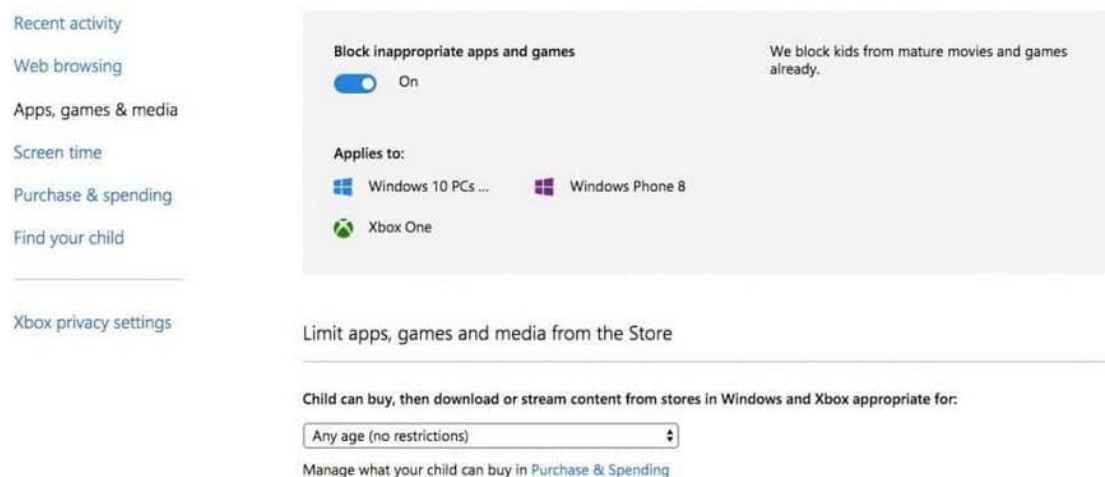 Recent activity
Web browsing
Apps, games & media
Screen time
Purchase & spending
Find your child
Xbox privacy settings
Block inappropriate apps and games
On
We block kids from mature movies and games
already.
Applies to:
Windows 10 PCs ...
Windows Phone 8
Xbox One
Limit apps, games and media from the Store
Child can buy, then download or stream content from stores in Windows and Xbox appropriate for:
Any age (no restrictions)
Manage what your child can buy in Purchase & Spending